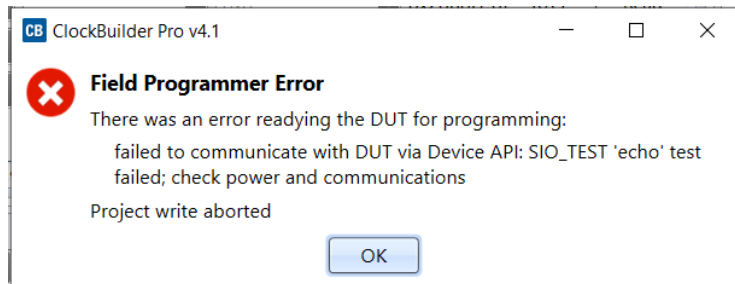 CB ClockBuilder Pro v4.1
Field Programmer Error
There was an error readying the DUT for programming:
failed to communicate with DUT via Device API: SIO_TEST 'echo' test
failed; check power and communications
Project write aborted
OK